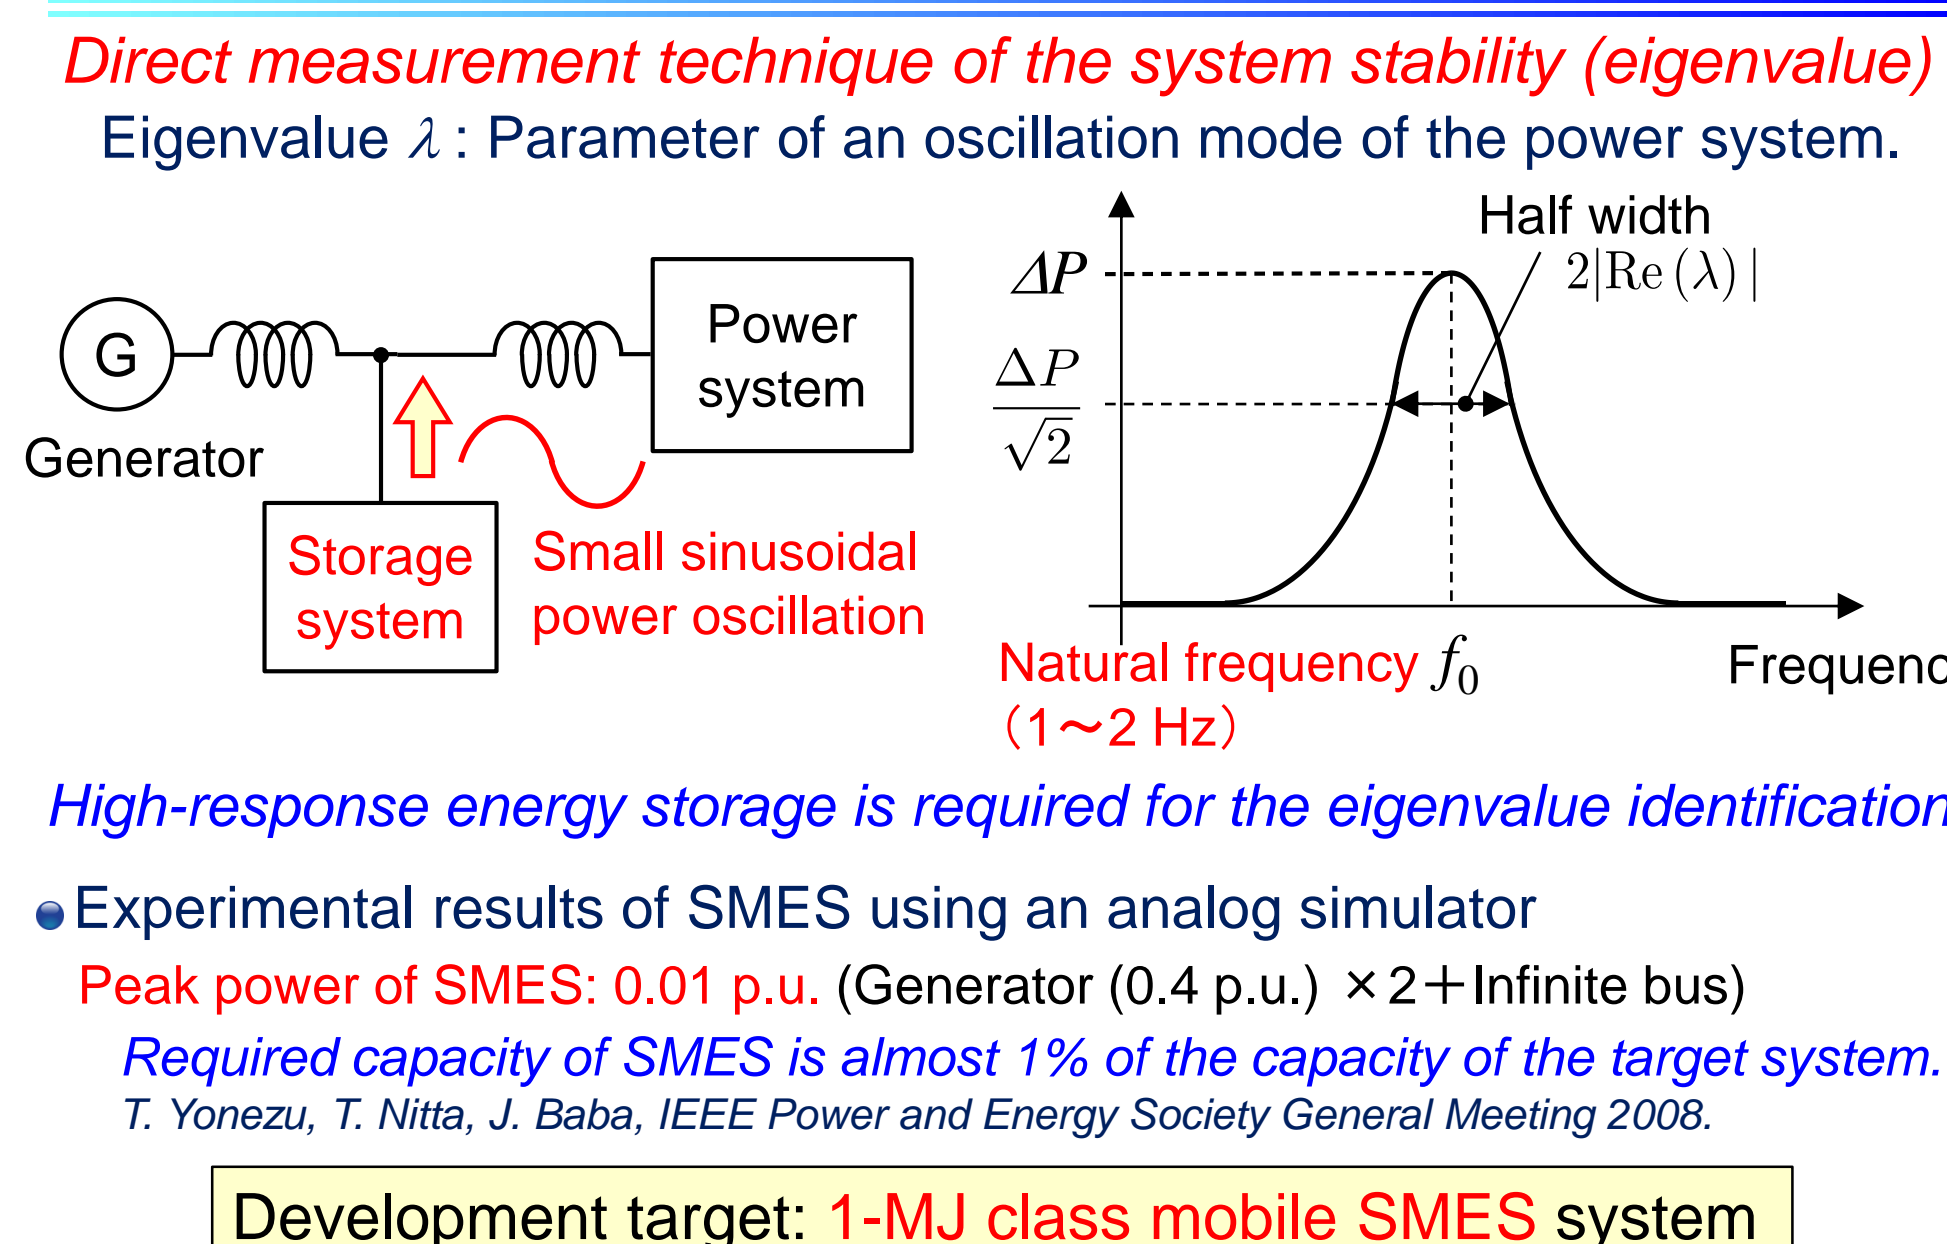 Direct measurement technique of the system stability (eigenvalue)
Eigenvalue λ : Parameter of an oscillation mode of the power system.
G
Generator
Power
system
Storage
system
Small sinusoidal
power oscillation
Half width
2|Re (λ) |
ΔP
ΔP/√2
Natural frequency f₀
(1～2 Hz)
Frequenc
High-response energy storage is required for the eigenvalue identification
Experimental results of SMES using an analog simulator
Peak power of SMES: 0.01 p.u. (Generator (0.4 p.u.) ×2＋Infinite bus)
Required capacity of SMES is almost 1% of the capacity of the target system.
T. Yonezu, T. Nitta, J. Baba, IEEE Power and Energy Society General Meeting 2008.
Development target: 1-MJ class mobile SMES system